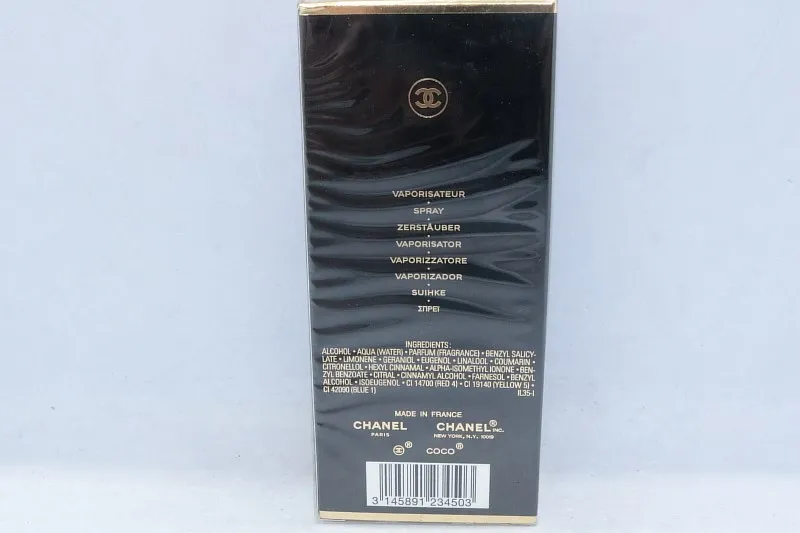 VAPORISATEUR
SPRAY
ZERSTÄUBER
VAPORISATOR
VAPORIZZATORE
VAPORIZADOR
SUIHKE
ΣΠΡΕΪ
INGREDIENTS:
ALCOHOL • AQUA (WATER) • PARFUM (FRAGRANCE) • BENZYL SALICY-
LATE • LIMONENE • GERANIOL • EUGENOL • LINALOOL • COUMARIN •
CITRONELLOL • HEXYL CINNAMAL • ALPHA-ISOMETHYL IONONE • BEN-
ZYL BENZOATE • CITRAL • CINNAMYL ALCOHOL • FARNESOL • BENZYL
ALCOHOL • ISOEUGENOL • CI 14700 (RED 4) • CI 19140 (YELLOW 5) •
CI 42090 (BLUE 1) IL35-I
MADE IN FRANCE
CHANEL CHANEL® INC.
PARIS NEW YORK, N.Y. 10019
® COCO®
3 145891 234503